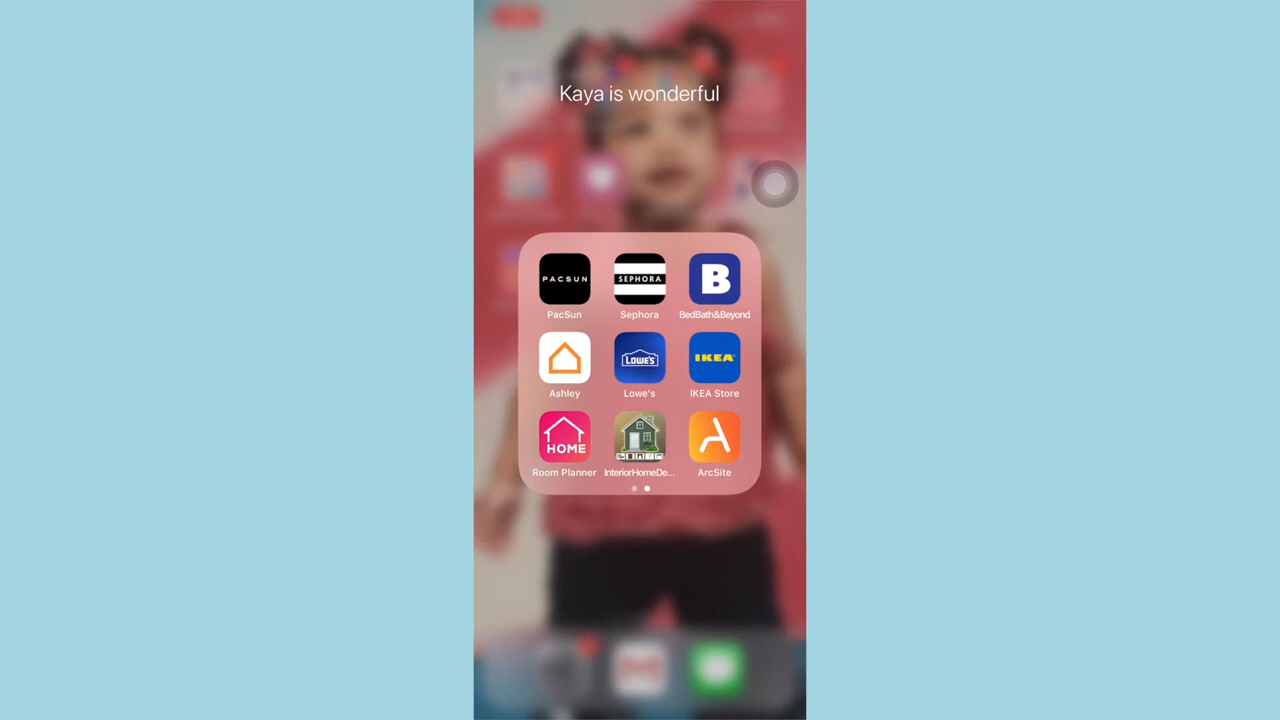 Kaya is wonderful
PACSUN
SEPHORA
B
PacSun
Sephora
BedBath&Beyond
LOWE'S
IKEA
Ashley
Lowe's
IKEA Store
HOME
Room Planner
InteriorHomeDe...
ArcSite